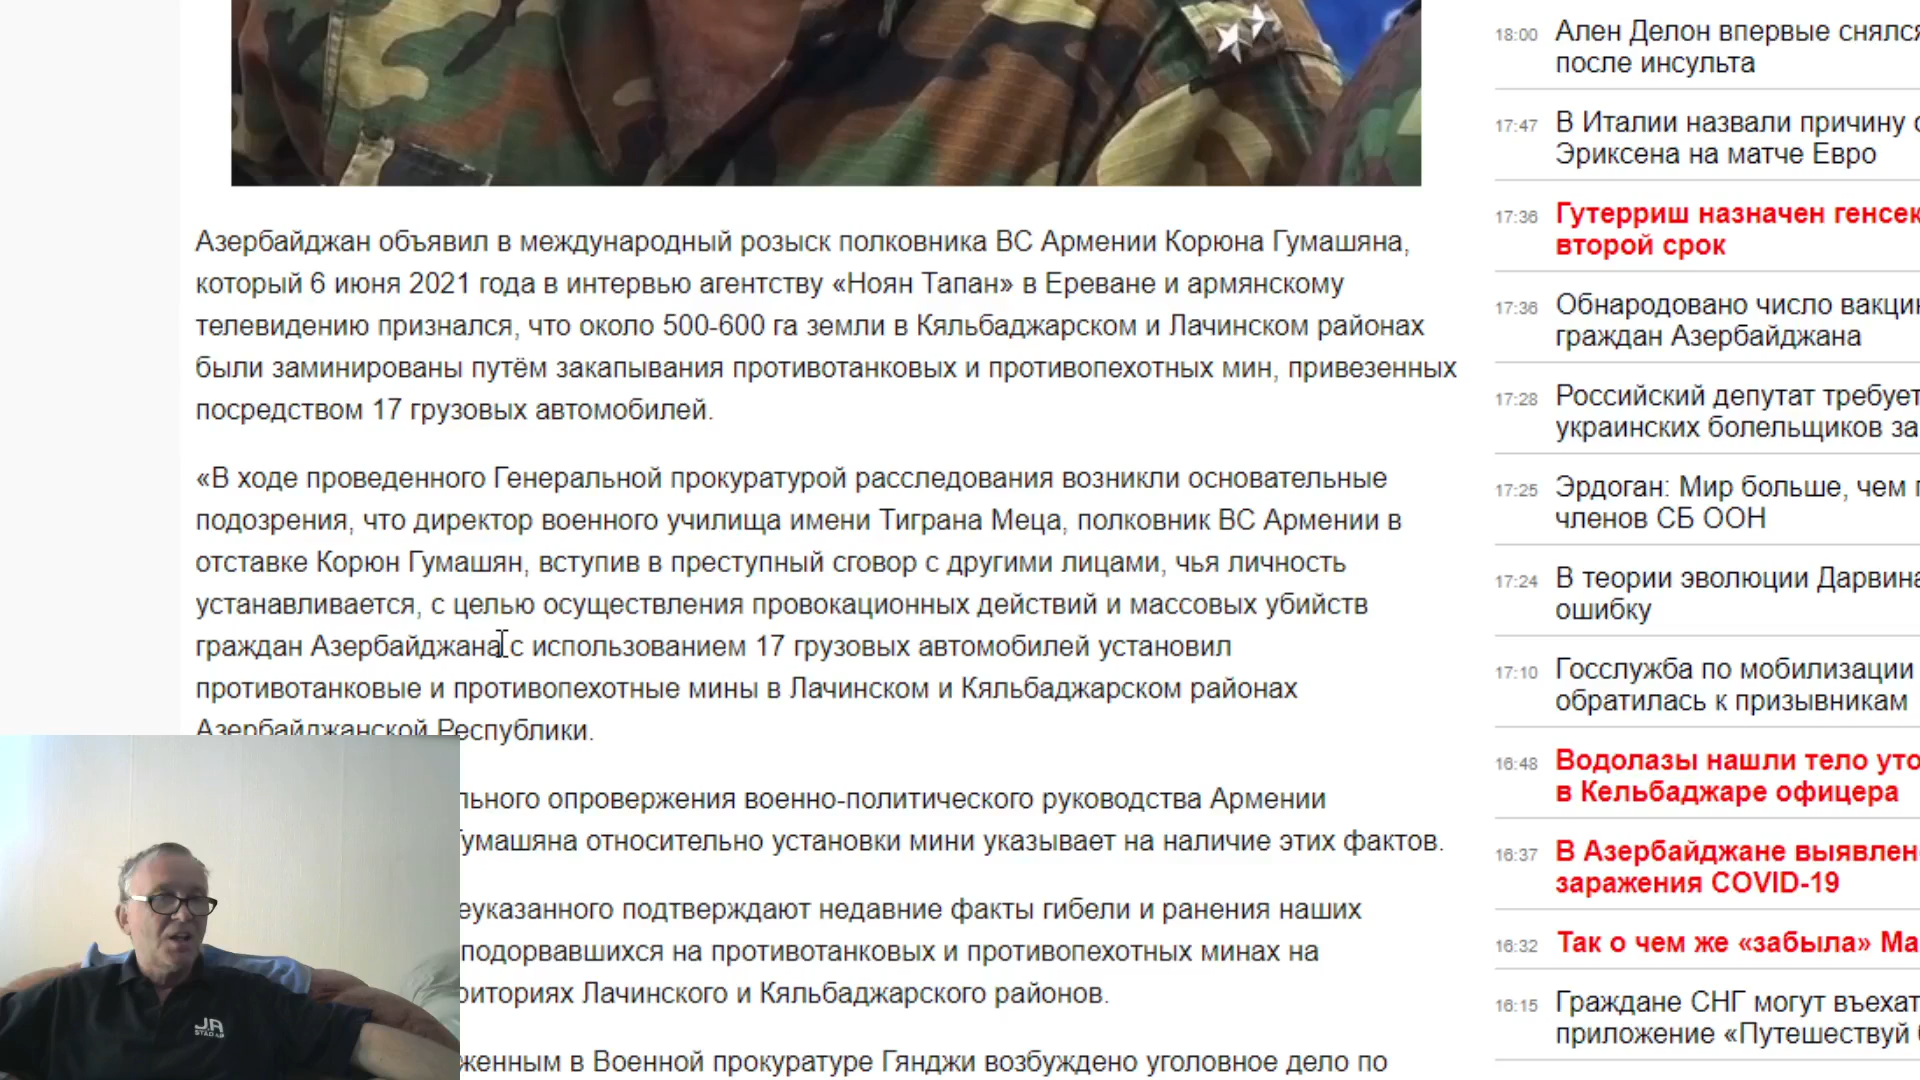 Азербайджан объявил в международный розыск полковника ВС Армении Корюна Гумашяна,
который 6 июня 2021 года в интервью агентству «Ноян Тапан» в Ереване и армянскому
телевидению признался, что около 500-600 га земли в Кяльбаджарском и Лачинском районах
были заминированы путём закапывания противотанковых и противопехотных мин, привезенных
посредством 17 грузовых автомобилей.
«В ходе проведенного Генеральной прокуратурой расследования возникли основательные
подозрения, что директор военного училища имени Тиграна Меца, полковник ВС Армении в
отставке Корюн Гумашян, вступив в преступный сговор с другими лицами, чья личность
устанавливается, с целью осуществления провокационных действий и массовых убийств
граждан Азербайджана с использованием 17 грузовых автомобилей установил
противотанковые и противопехотные мины в Лачинском и Кяльбаджарском районах
Азербайджанской Республики.
льного опровержения военно-политического руководства Армении
Гумашяна относительно установки мини указывает на наличие этих фактов.
еуказанного подтверждают недавние факты гибели и ранения наших
подорвавшихся на противотанковых и противопехотных минах на
риториях Лачинского и Кяльбаджарского районов.
женным в Военной прокуратуре Гянджи возбуждено уголовное дело по
18:00 Ален Делон впервые снялся
после инсульта
17:47 В Италии назвали причину
Эриксена на матче Евро
17:36 Гутерриш назначен генсек
второй срок
17:36 Обнародовано число вакцин
граждан Азербайджана
17:28 Российский депутат требует
украинских болельщиков за
17:25 Эрдоган: Мир больше, чем
членов СБ ООН
17:24 В теории эволюции Дарвина
ошибку
17:10 Госслужба по мобилизации
обратилась к призывникам
16:48 Водолазы нашли тело уто
в Кельбаджаре офицера
16:37 В Азербайджане выявлен
заражения COVID-19
16:32 Так о чем же «забыла» Ма
16:15 Граждане СНГ могут въехат
приложение «Путешествуй
JA